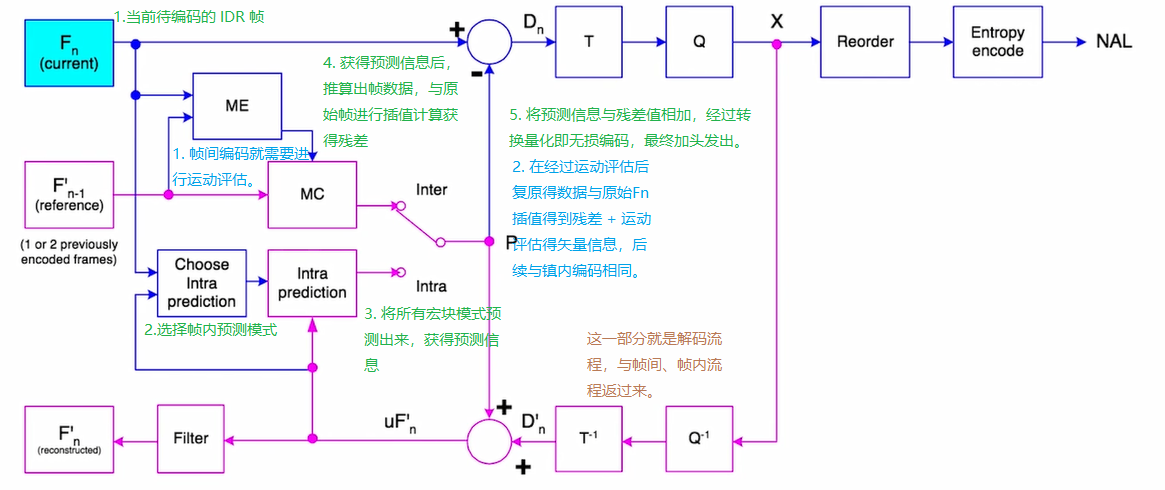 1.当前待编码的 IDR 帧
Fn
(current)
+
Dn
T
Q
X
Reorder
Entropy
encode
NAL
-
4. 获得预测信息后，
推算出帧数据，与原
始帧进行插值计算获
得残差
ME
5. 将预测信息与残差值相加，经过转
换量化即无损编码，最终加头发出。
1. 帧间编码就需要进
行运动评估。
2. 在经过运动评估后
复原得数据与原始Fn
插值得到残差 + 运动
评估得矢量信息，后
续与镇内编码相同。
F'n-1
(reference)
MC
Inter
P
(1 or 2 previously
encoded frames)
Choose
Intra
prediction
Intra
prediction
Intra
2.选择帧内预测模式
3. 将所有宏块模式预
测出来，获得预测信
息
这一部分就是解码流
程，与帧间、帧内流
程返过来。
F'n
(reconstructed)
Filter
uF'n
+
+
D'n
T-1
Q-1